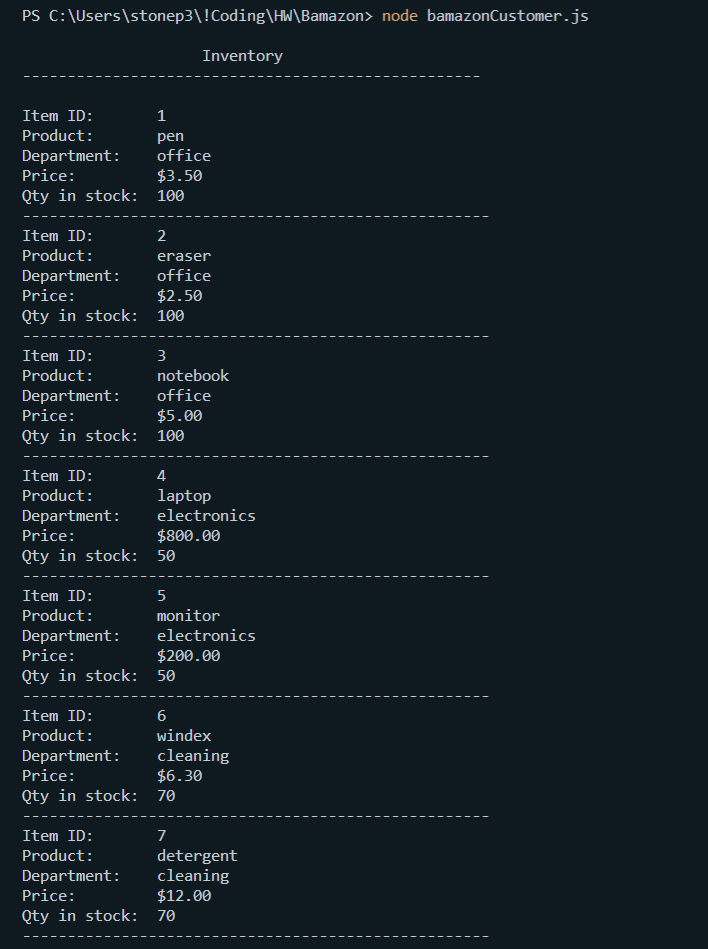 PS C:\Users\stonep3\!Coding\HW\Bamazon> node bamazonCustomer.js
Inventory
---------------------------------------------------
Item ID: 1
Product: pen
Department: office
Price: $3.50
Qty in stock: 100
----------------------------------------------------
Item ID: 2
Product: eraser
Department: office
Price: $2.50
Qty in stock: 100
----------------------------------------------------
Item ID: 3
Product: notebook
Department: office
Price: $5.00
Qty in stock: 100
----------------------------------------------------
Item ID: 4
Product: laptop
Department: electronics
Price: $800.00
Qty in stock: 50
----------------------------------------------------
Item ID: 5
Product: monitor
Department: electronics
Price: $200.00
Qty in stock: 50
----------------------------------------------------
Item ID: 6
Product: windex
Department: cleaning
Price: $6.30
Qty in stock: 70
----------------------------------------------------
Item ID: 7
Product: detergent
Department: cleaning
Price: $12.00
Qty in stock: 70
----------------------------------------------------